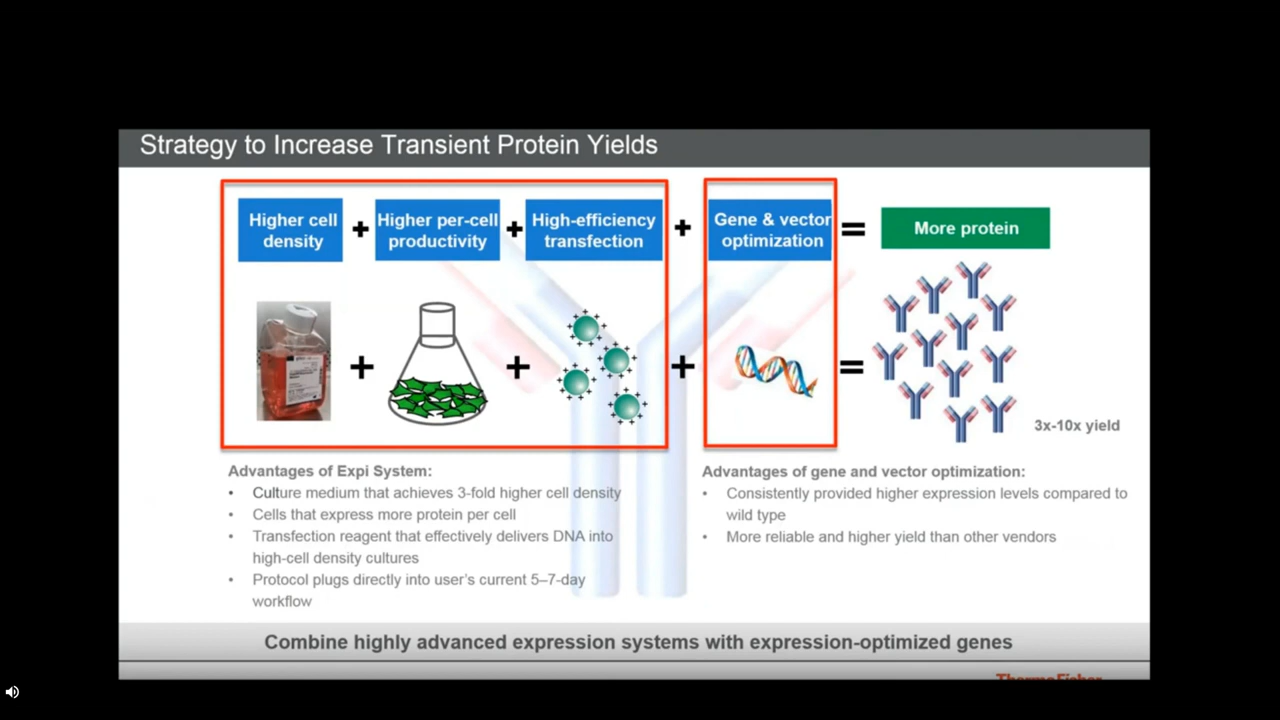 Strategy to Increase Transient Protein Yields
Higher cell
density
+
Higher per-cell
productivity
+
High-efficiency
transfection
+
Gene & vector
optimization
=
More protein
+
+
+
=
3x-10x yield
Advantages of Expi System:
• Culture medium that achieves 3-fold higher cell density
• Cells that express more protein per cell
• Transfection reagent that effectively delivers DNA into
high-cell density cultures
• Protocol plugs directly into user's current 5–7-day
workflow
Advantages of gene and vector optimization:
• Consistently provided higher expression levels compared to
wild type
• More reliable and higher yield than other vendors
Combine highly advanced expression systems with expression-optimized genes
ThermoFisher